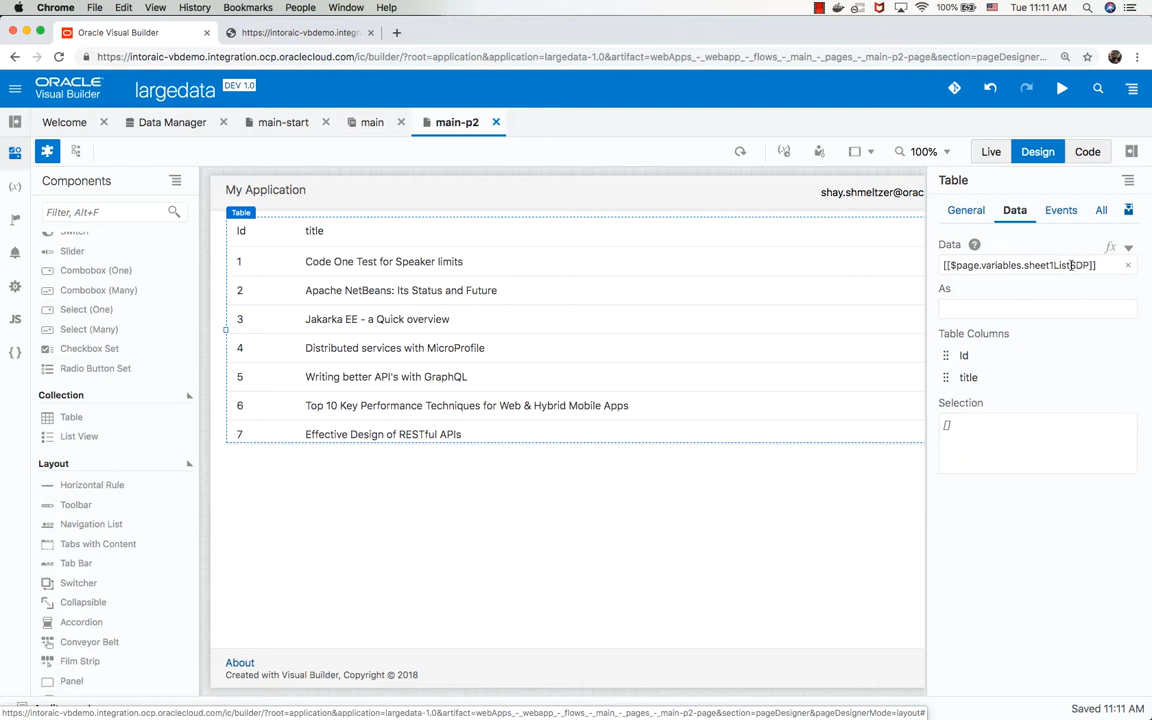 Chrome File Edit View History Bookmarks People Window Help 100% Tue 11:11 AM
Oracle Visual Builder × https://intoraic-vbdemo.integr × +
https://intoraic-vbdemo.integration.ocp.oraclecloud.com/ic/builder/?root=application&application=largedata-1.0&artifact=webApps_-_webapp_-_flows_-_main_-_pages_-_main-p2-page&section=pageDesigner&...
ORACLE
Visual Builder
largedata DEV 1.0
Welcome × Data Manager × main-start × main × main-p2 ×
100% Live Design Code
Components
Filter, Alt+F
Switch
Slider
Combobox (One)
Combobox (Many)
Select (One)
Select (Many)
Checkbox Set
Radio Button Set
Collection
Table
List View
Layout
Horizontal Rule
Toolbar
Navigation List
Tabs with Content
Tab Bar
Switcher
Collapsible
Accordion
Conveyor Belt
Film Strip
Panel
My Application
shay.shmeltzer@orac
Table
Id title
1 Code One Test for Speaker limits
2 Apache NetBeans: Its Status and Future
3 Jakarka EE - a Quick overview
4 Distributed services with MicroProfile
5 Writing better API's with GraphQL
6 Top 10 Key Performance Techniques for Web & Hybrid Mobile Apps
7 Effective Design of RESTful APIs
About
Created with Visual Builder, Copyright © 2018
Table
General Data Events All
Data ? fx
[[$page.variables.sheet1ListSDP]] ×
As
Table Columns
Id
title
Selection
[]
Saved 11:11 AM
https://intoraic-vbdemo.integration.ocp.oraclecloud.com/ic/builder/?root=application&application=largedata-1.0&artifact=webApps_-_webapp_-_flows_-_main_-_pages_-_main-p2-page&section=pageDesigner&pageDesignerMode=layout#